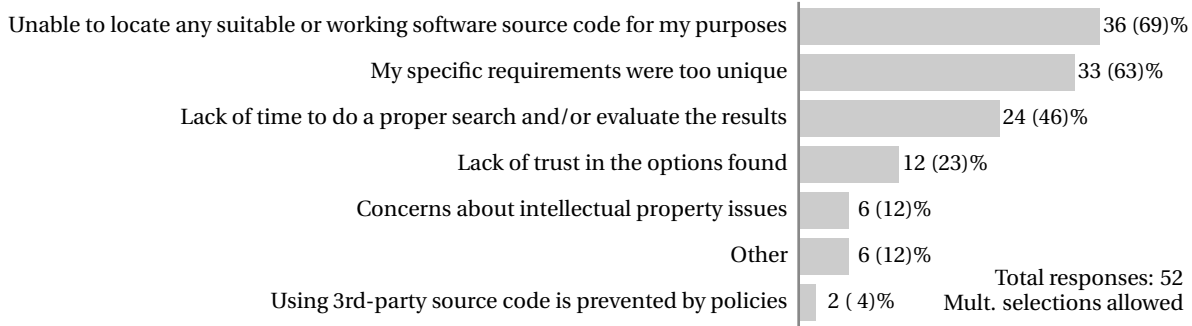 Unable to locate any suitable or working software source code for my purposes 36 (69)%
My specific requirements were too unique 33 (63)%
Lack of time to do a proper search and/or evaluate the results 24 (46)%
Lack of trust in the options found 12 (23)%
Concerns about intellectual property issues 6 (12)%
Other 6 (12)%
Using 3rd-party source code is prevented by policies 2 ( 4)%
Total responses: 52
Mult. selections allowed